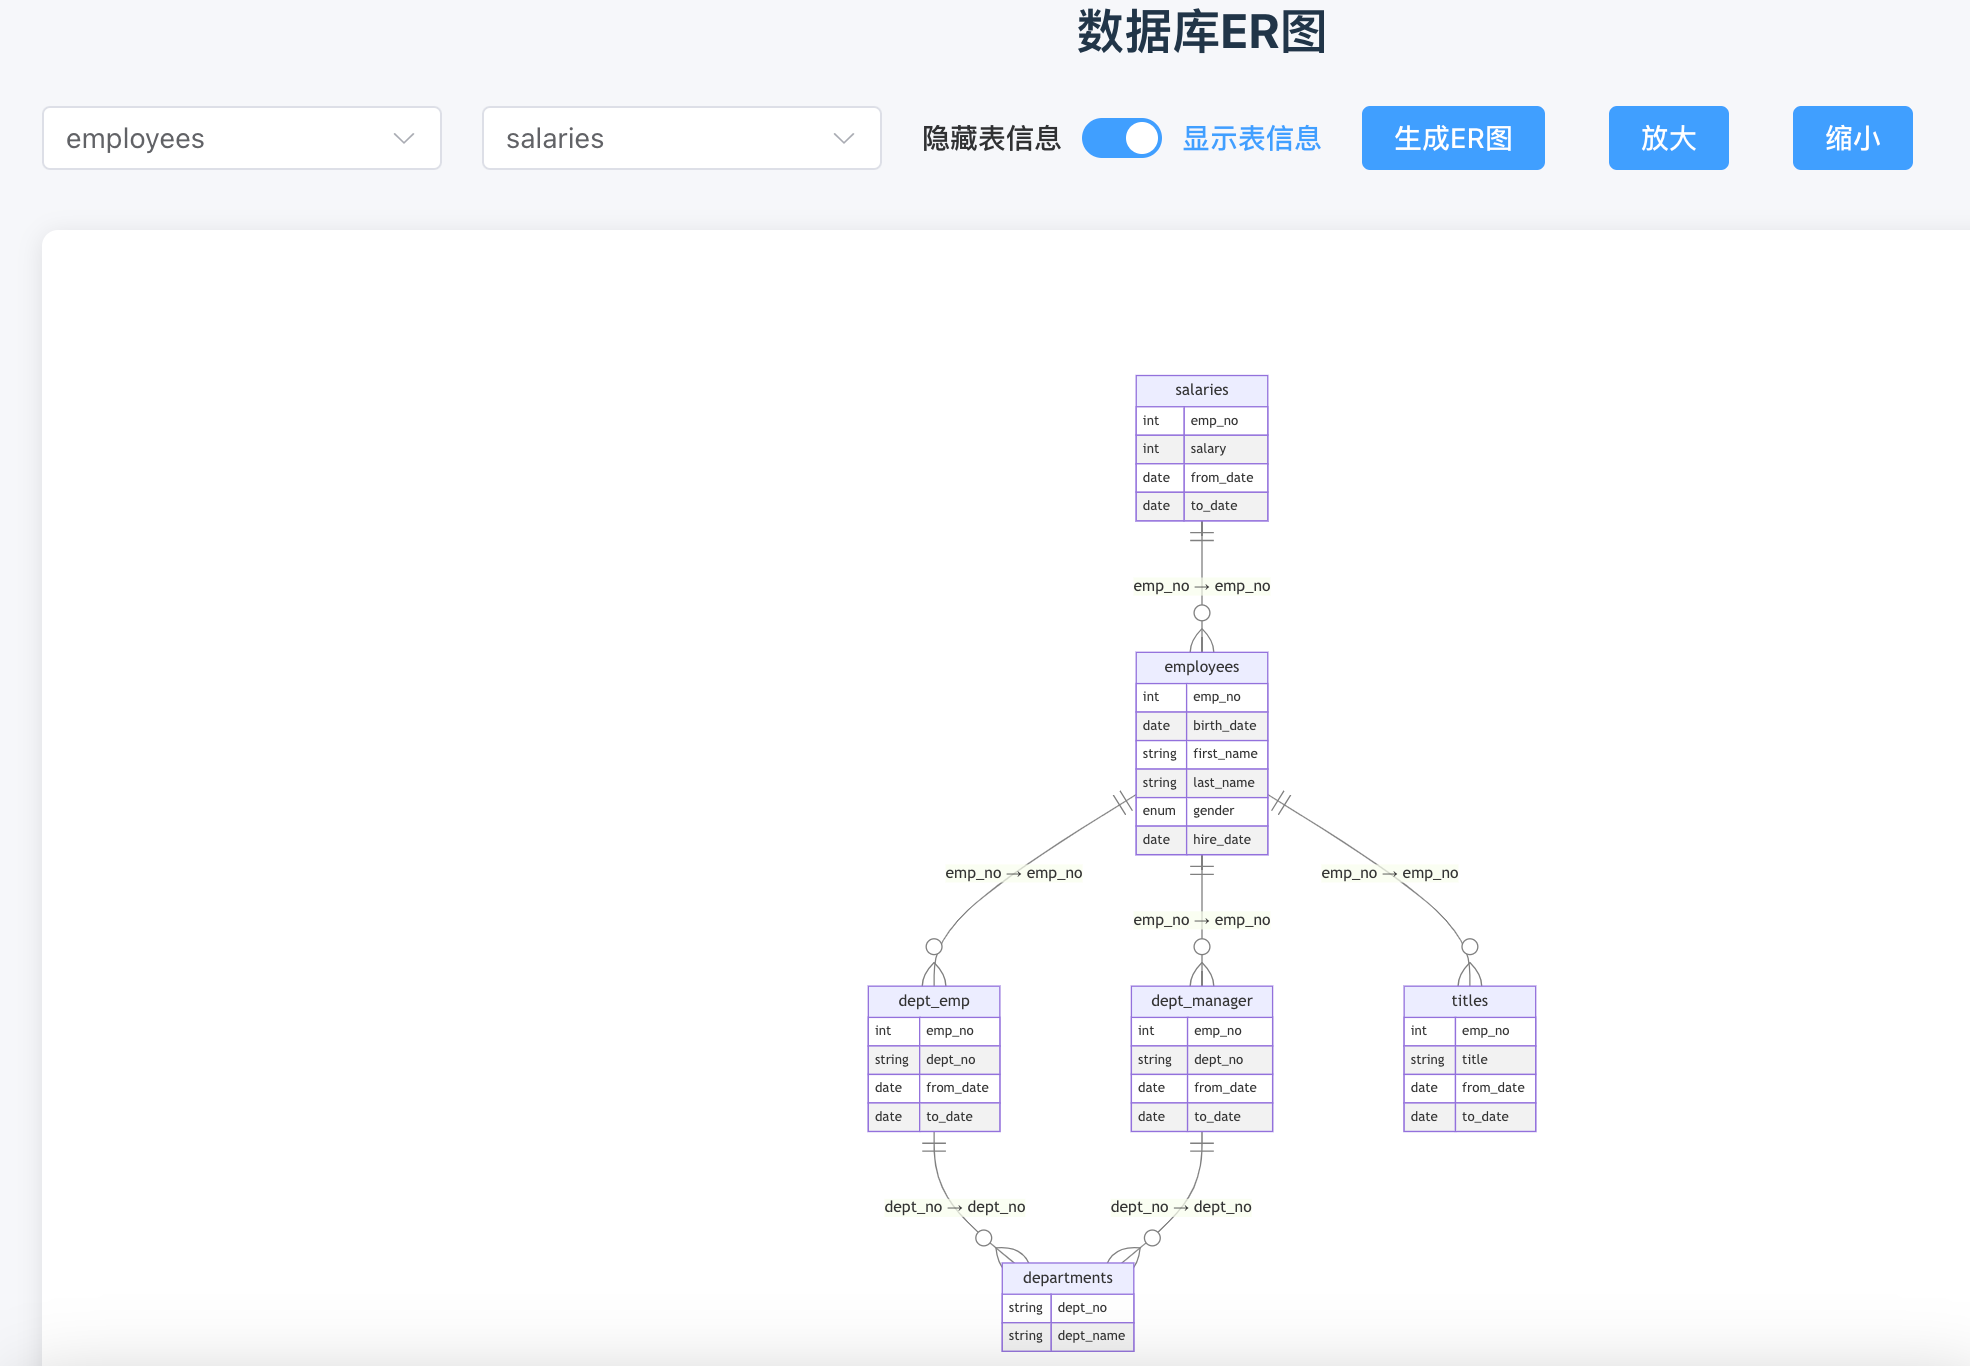 数据库ER图
employees
salaries
隐藏表信息
显示表信息
生成ER图
放大
缩小
salaries
int emp_no
int salary
date from_date
date to_date
emp_no → emp_no
employees
int emp_no
date birth_date
string first_name
string last_name
enum gender
date hire_date
emp_no → emp_no
emp_no → emp_no
emp_no → emp_no
dept_emp
int emp_no
string dept_no
date from_date
date to_date
dept_manager
int emp_no
string dept_no
date from_date
date to_date
titles
int emp_no
string title
date from_date
date to_date
dept_no → dept_no
dept_no → dept_no
departments
string dept_no
string dept_name